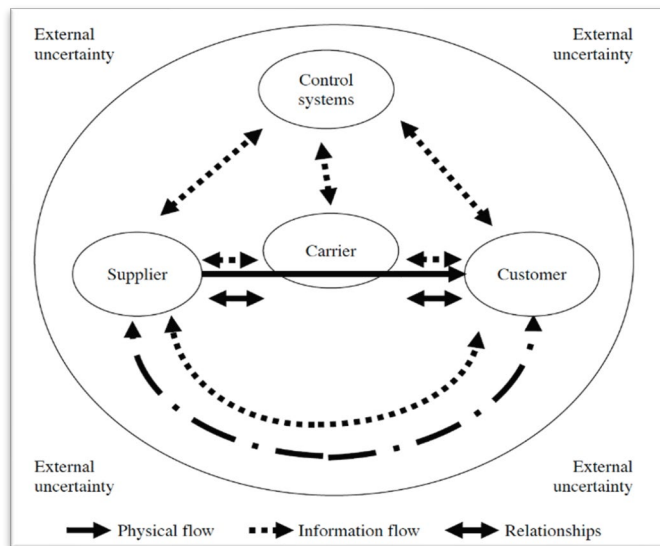 External
uncertainty
External
uncertainty
Control
systems
Carrier
Supplier
Customer
External
uncertainty
External
uncertainty
Physical flow
Information flow
Relationships